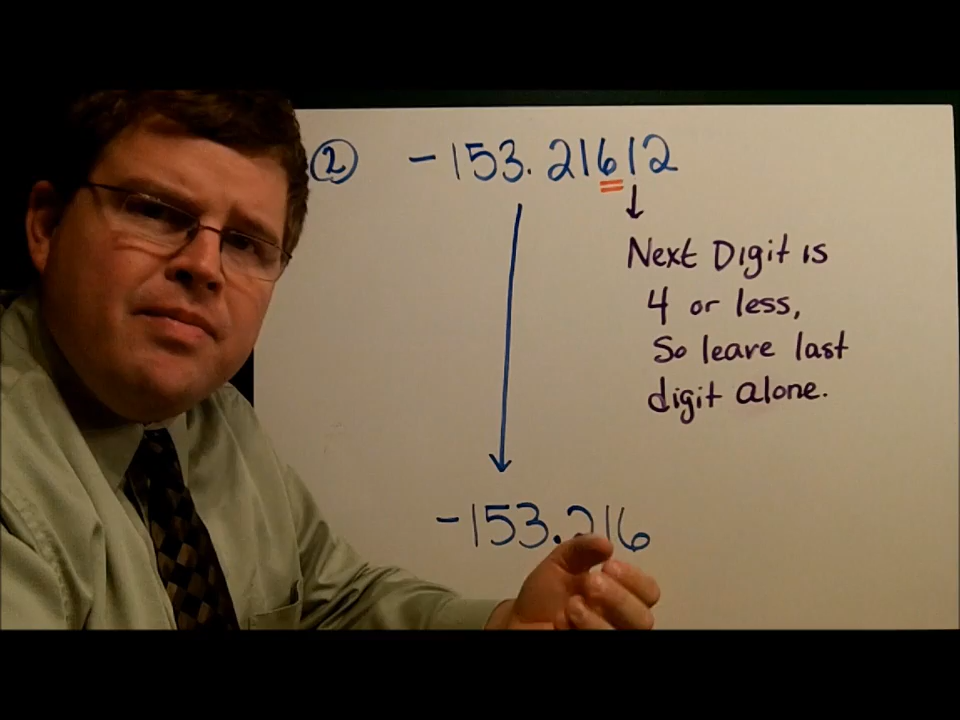 2 -153.21612
Next Digit is
4 or less,
So leave last
digit alone.
-153.216